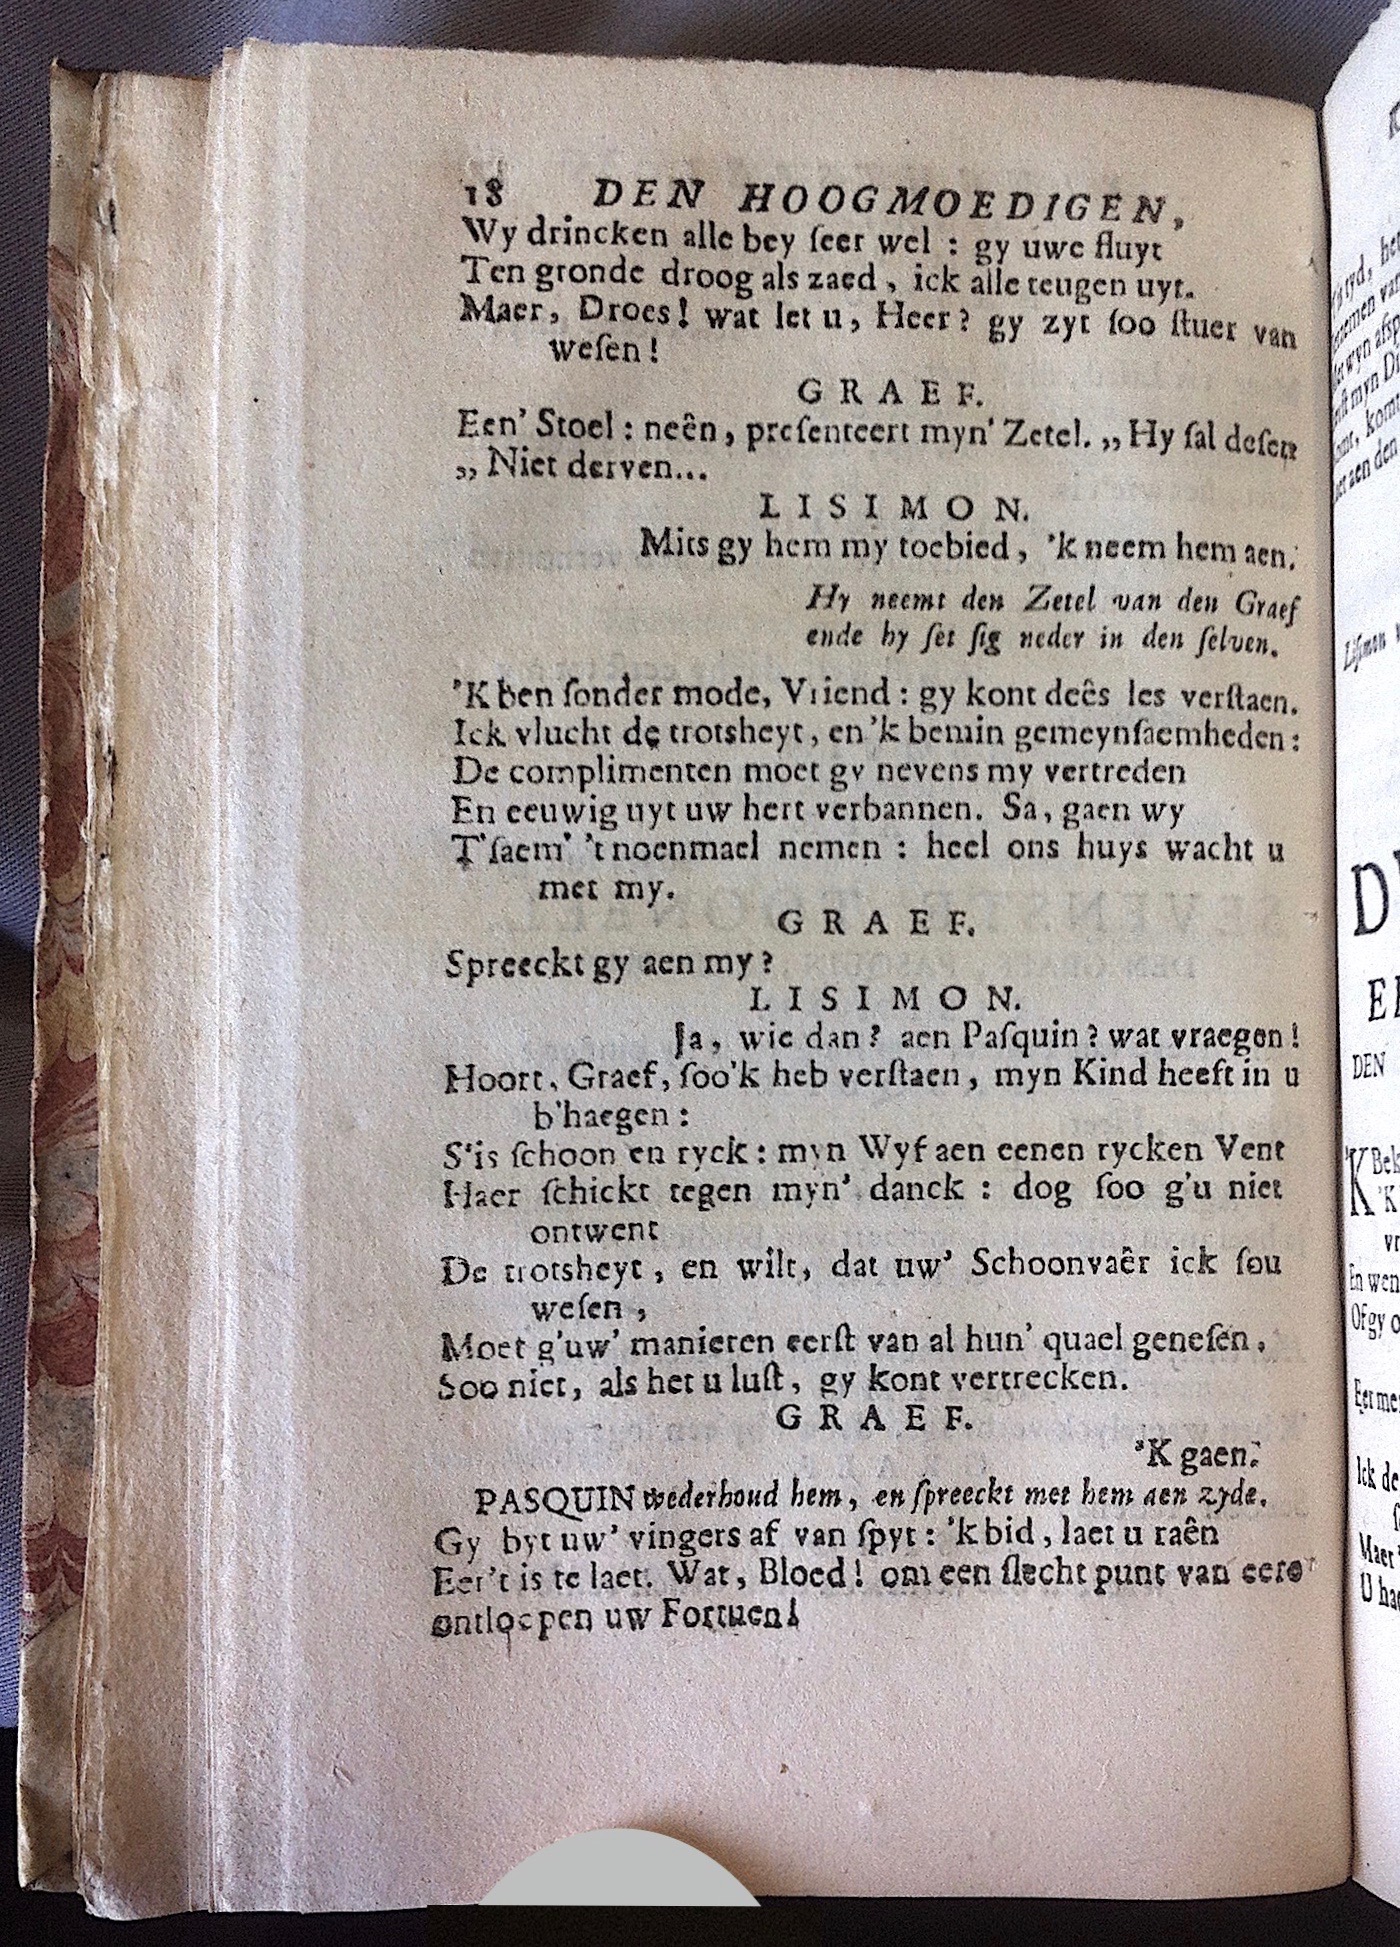 18 DEN HOOGMOEDIGEN,
Wy drincken alle bey ſeer wel : gy uwe fluyt
Ten gronde droog als zaed , ick alle teugen uyt.
Maer, Droes! wat let u, Heer? gy zyt ſoo ſtuer van
weſen!
GRAEF.
Een' Stoel : neên, preſenteert myn' Zetel. ,, Hy ſal deſen
,, Niet derven...
LISIMON.
Mits gy hem my toebied, 'k neem hem aen.
Hy neemt den Zetel van den Graef
ende hy ſet ſig neder in den ſelven.
'K ben ſonder mode, Vriend : gy kont deês les verſtaen.
Ick vlucht de trotsheyt, en 'k bemin gemeynſaemheden:
De complimenten moet gy nevens my vertreden
En eeuwig uyt uw hert verbannen. Sa, gaen wy
T'ſaem' 't noenmael nemen : heel ons huys wacht u
met my.
GRAEF.
Spreeckt gy aen my?
LISIMON.
Ja, wie dan? aen Paſquin? wat vraegen!
Hoort, Graef, ſoo'k heb verſtaen, myn Kind heeft in u
b'haegen :
S'is ſchoon en ryck : myn Wyf aen eenen rycken Vent
Haer ſchickt tegen myn' danck : dog ſoo g'u niet
ontwent
De trotsheyt, en wilt, dat uw' Schoonvaêr ick ſou
weſen ,
Moet g'uw' manieren eerſt van al hun' quael geneſen,
Soo niet, als het u luſt, gy kont vertrecken.
GRAEF.
'K gaen.
PASQUIN wederhoud hem, en ſpreeckt met hem aen zyde.
Gy byt uw' vingers af van ſpyt : 'k bid, laet u raên
Eer't is te laet. Wat, Bloed! om een ſlecht punt van eere
ontloopen uw Fortuen!